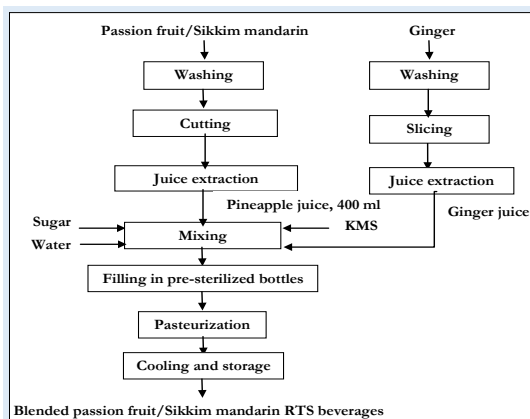 Passion fruit/Sikkim mandarin
Ginger
Washing
Washing
Cutting
Slicing
Juice extraction
Juice extraction
Pineapple juice, 400 ml
Ginger juice
Sugar
KMS
Water
Mixing
Filling in pre-sterilized bottles
Pasteurization
Cooling and storage
Blended passion fruit/Sikkim mandarin RTS beverages